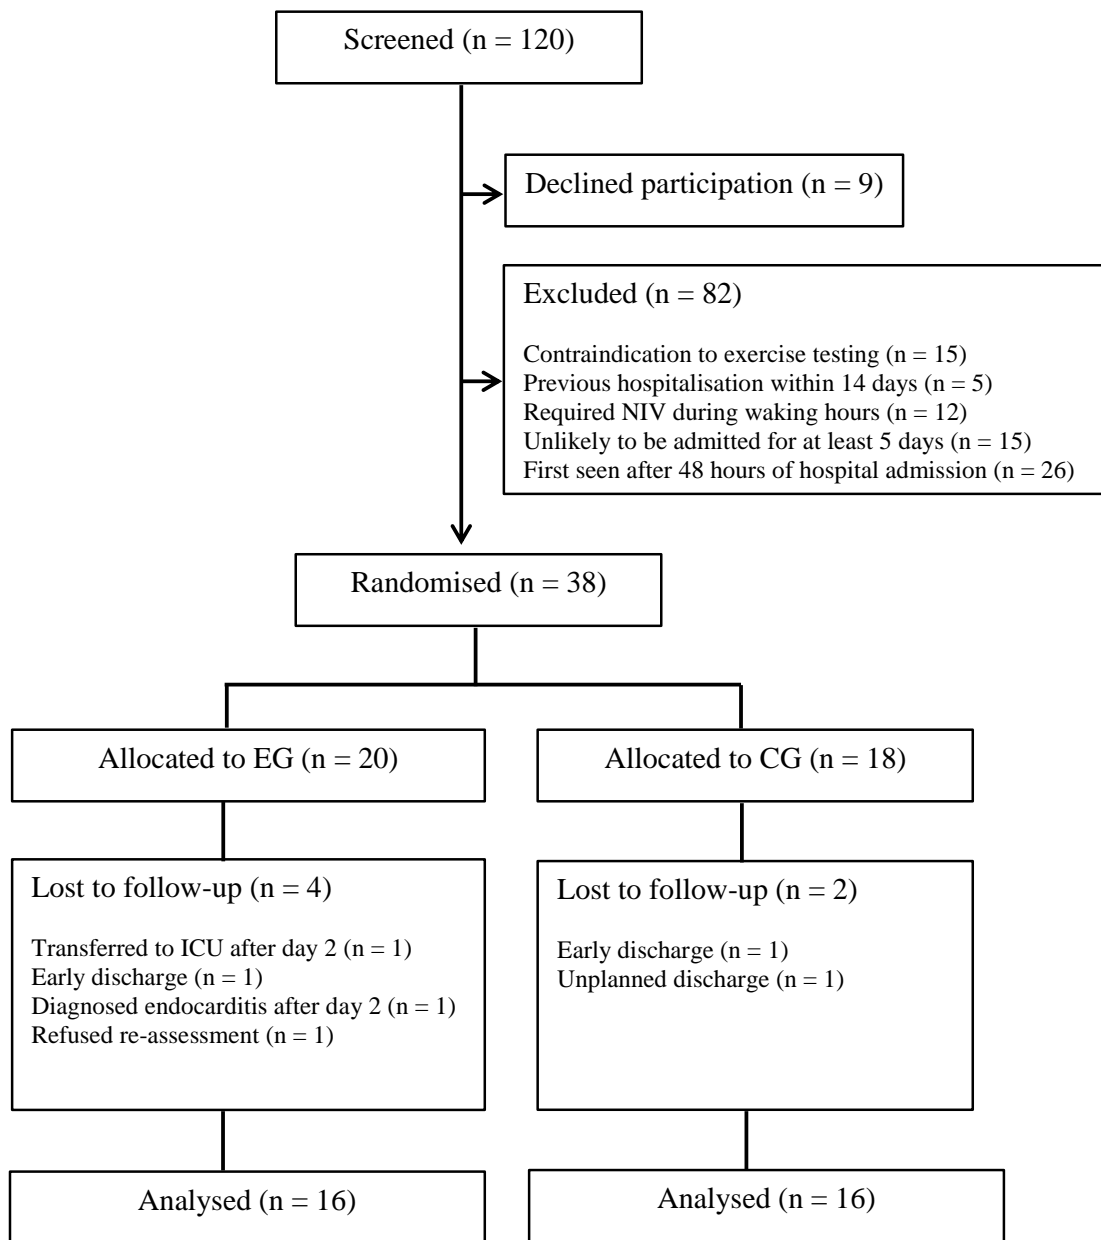 Screened (n = 120)
Declined participation (n = 9)
Excluded (n = 82)
Contraindication to exercise testing (n = 15)
Previous hospitalisation within 14 days (n = 5)
Required NIV during waking hours (n = 12)
Unlikely to be admitted for at least 5 days (n = 15)
First seen after 48 hours of hospital admission (n = 26)
Randomised (n = 38)
Allocated to EG (n = 20)
Allocated to CG (n = 18)
Lost to follow-up (n = 4)
Transferred to ICU after day 2 (n = 1)
Early discharge (n = 1)
Diagnosed endocarditis after day 2 (n = 1)
Refused re-assessment (n = 1)
Lost to follow-up (n = 2)
Early discharge (n = 1)
Unplanned discharge (n = 1)
Analysed (n = 16)
Analysed (n = 16)